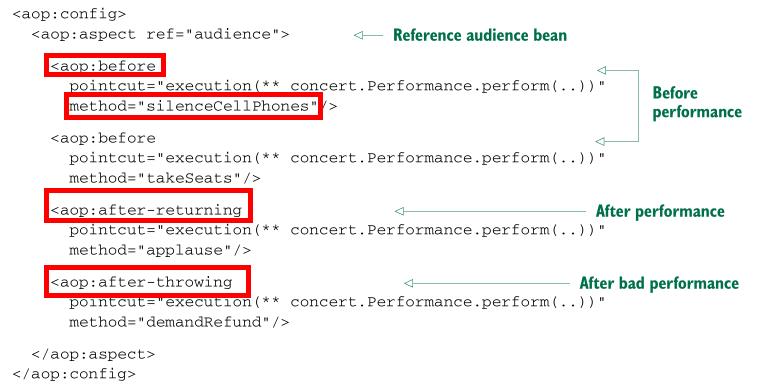 <aop:config>
<aop:aspect ref="audience"> Reference audience bean
<aop:before
pointcut="execution(** concert.Performance.perform(..))"
method="silenceCellPhones"/>
Before
performance
<aop:before
pointcut="execution(** concert.Performance.perform(..))"
method="takeSeats"/>
<aop:after-returning After performance
pointcut="execution(** concert.Performance.perform(..))"
method="applause"/>
<aop:after-throwing After bad performance
pointcut="execution(** concert.Performance.perform(..))"
method="demandRefund"/>
</aop:aspect>
</aop:config>